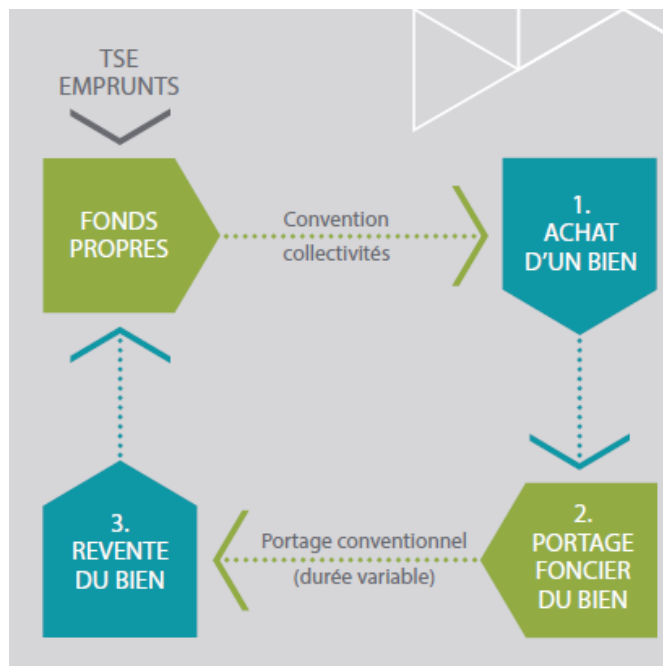 TSE
EMPRUNTS
FONDS
PROPRES
Convention
collectivités
1.
ACHAT
D'UN BIEN
2.
PORTAGE
FONCIER
DU BIEN
Portage conventionnel
(durée variable)
3.
REVENTE
DU BIEN